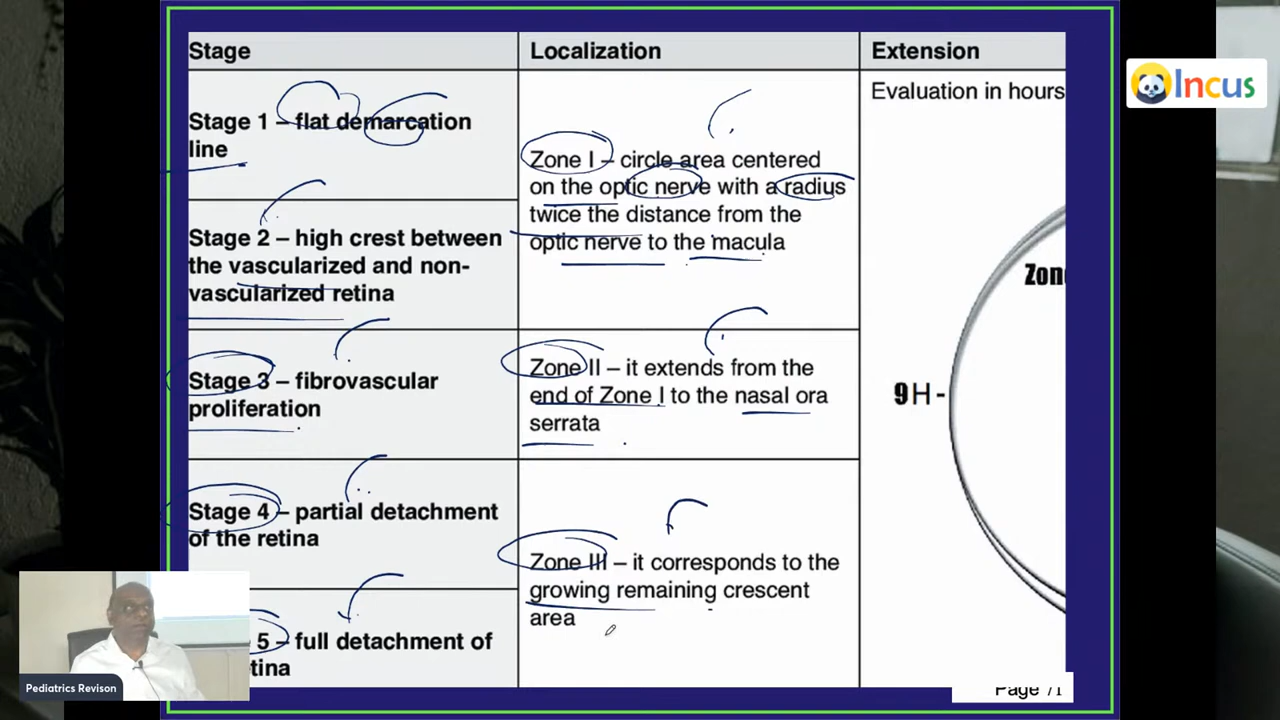 Stage
Localization
Extension
Incus
Stage 1 – flat demarcation
line
Stage 2 – high crest between
the vascularized and non-
vascularized retina
Stage 3 – fibrovascular
proliferation
Stage 4 – partial detachment
of the retina
5 – full detachment of
tina
Zone I – circle area centered
on the optic nerve with a radius
twice the distance from the
optic nerve to the macula
Zone II – it extends from the
end of Zone I to the nasal ora
serrata
Zone III – it corresponds to the
growing remaining crescent
area
Evaluation in hours
Zon
9H-
Pediatrics Revison
Page 71